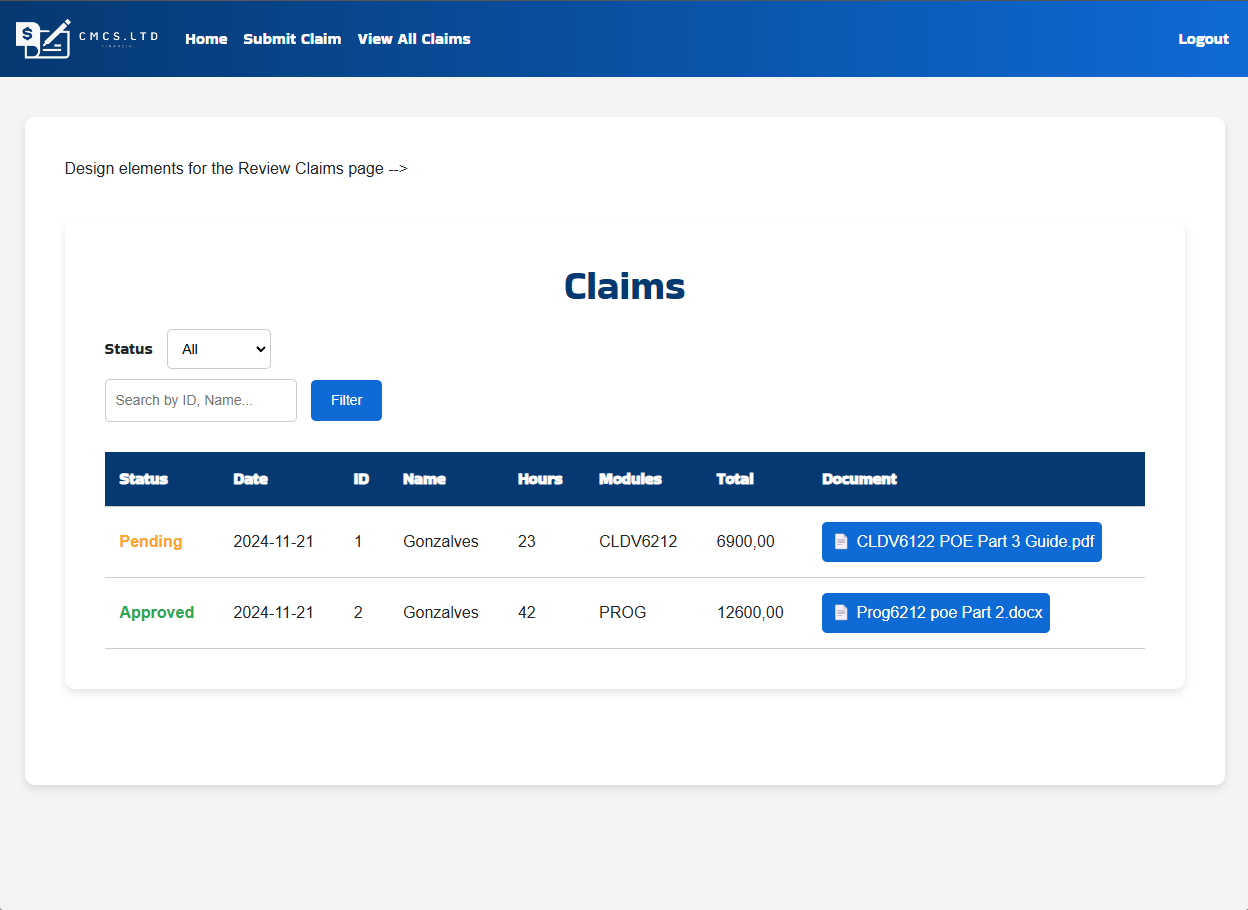 $
CMCS.LTD
FINANCIAL
Home Submit Claim View All Claims Logout
Design elements for the Review Claims page -->
Claims
Status All
Search by ID, Name... Filter
Status Date ID Name Hours Modules Total Document
Pending 2024-11-21 1 Gonzalves 23 CLDV6212 6900,00 CLDV6122 POE Part 3 Guide.pdf
Approved 2024-11-21 2 Gonzalves 42 PROG 12600,00 Prog6212 poe Part 2.docx